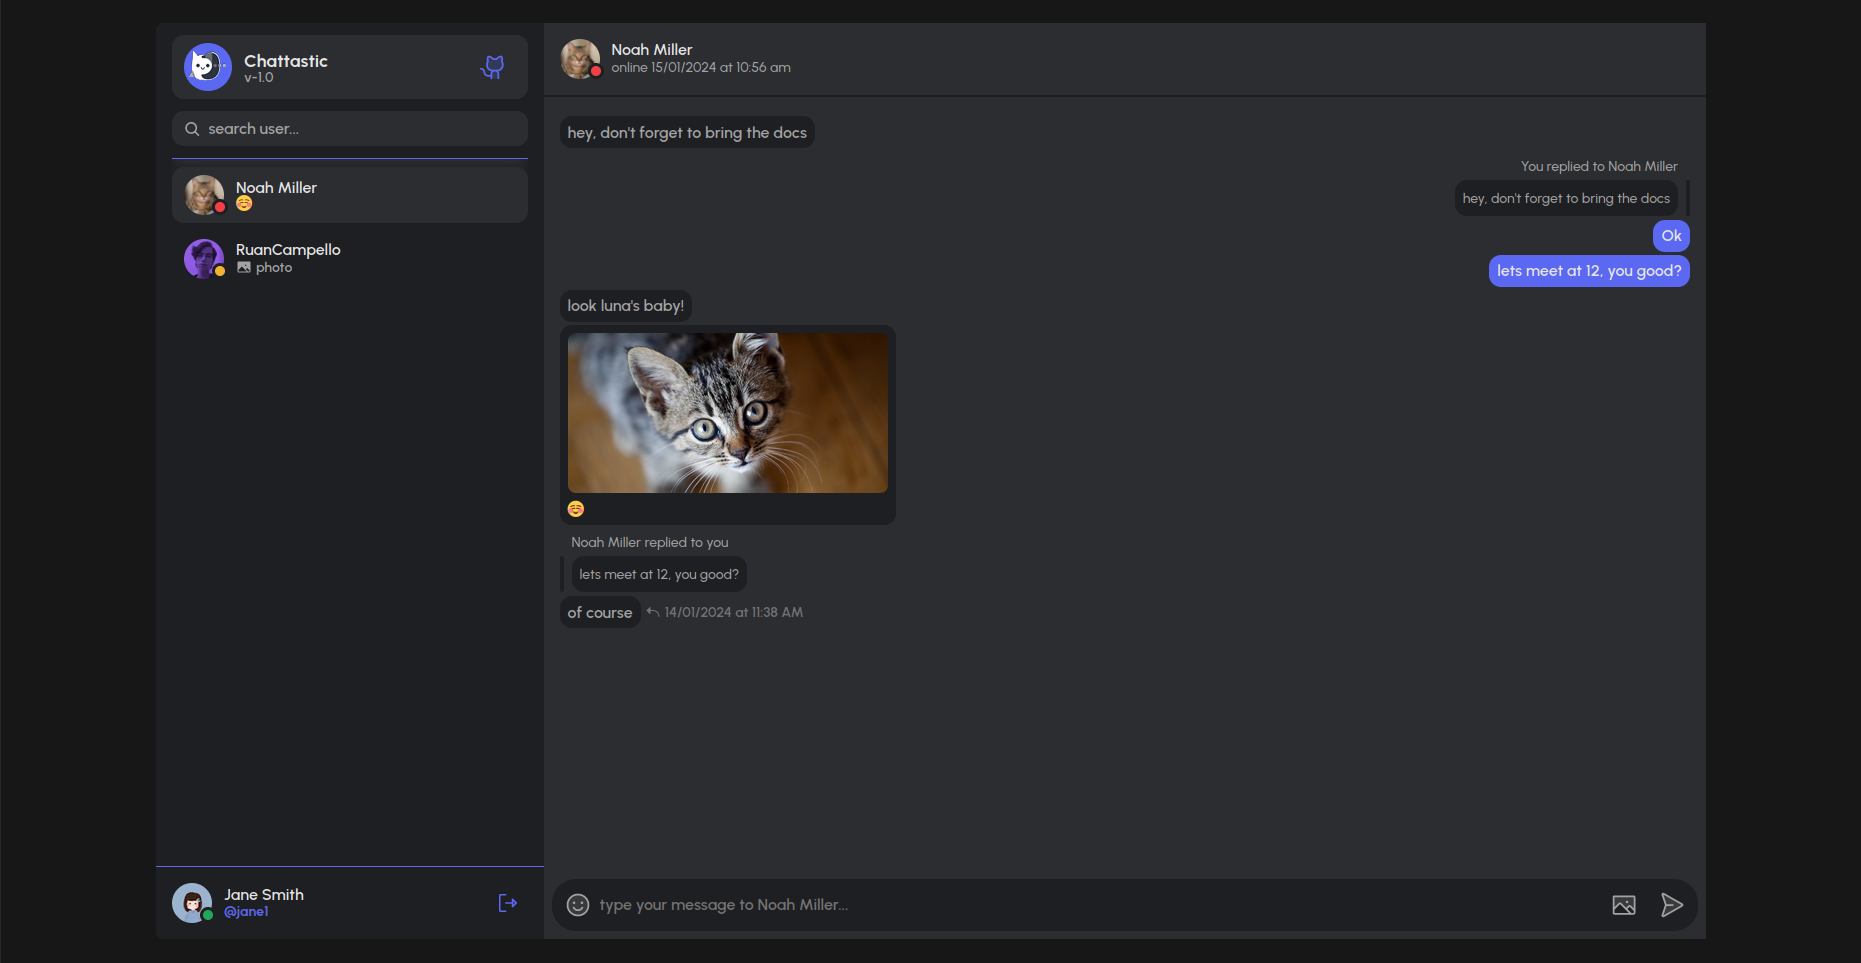 Chattastic
v-1.0
search user...
Noah Miller
RuanCampello
photo
Jane Smith
@jane1
Noah Miller
online 15/01/2024 at 10:56 am
hey, don't forget to bring the docs
You replied to Noah Miller
hey, don't forget to bring the docs
Ok
lets meet at 12, you good?
look luna's baby!
Noah Miller replied to you
lets meet at 12, you good?
of course
14/01/2024 at 11:38 AM
type your message to Noah Miller...